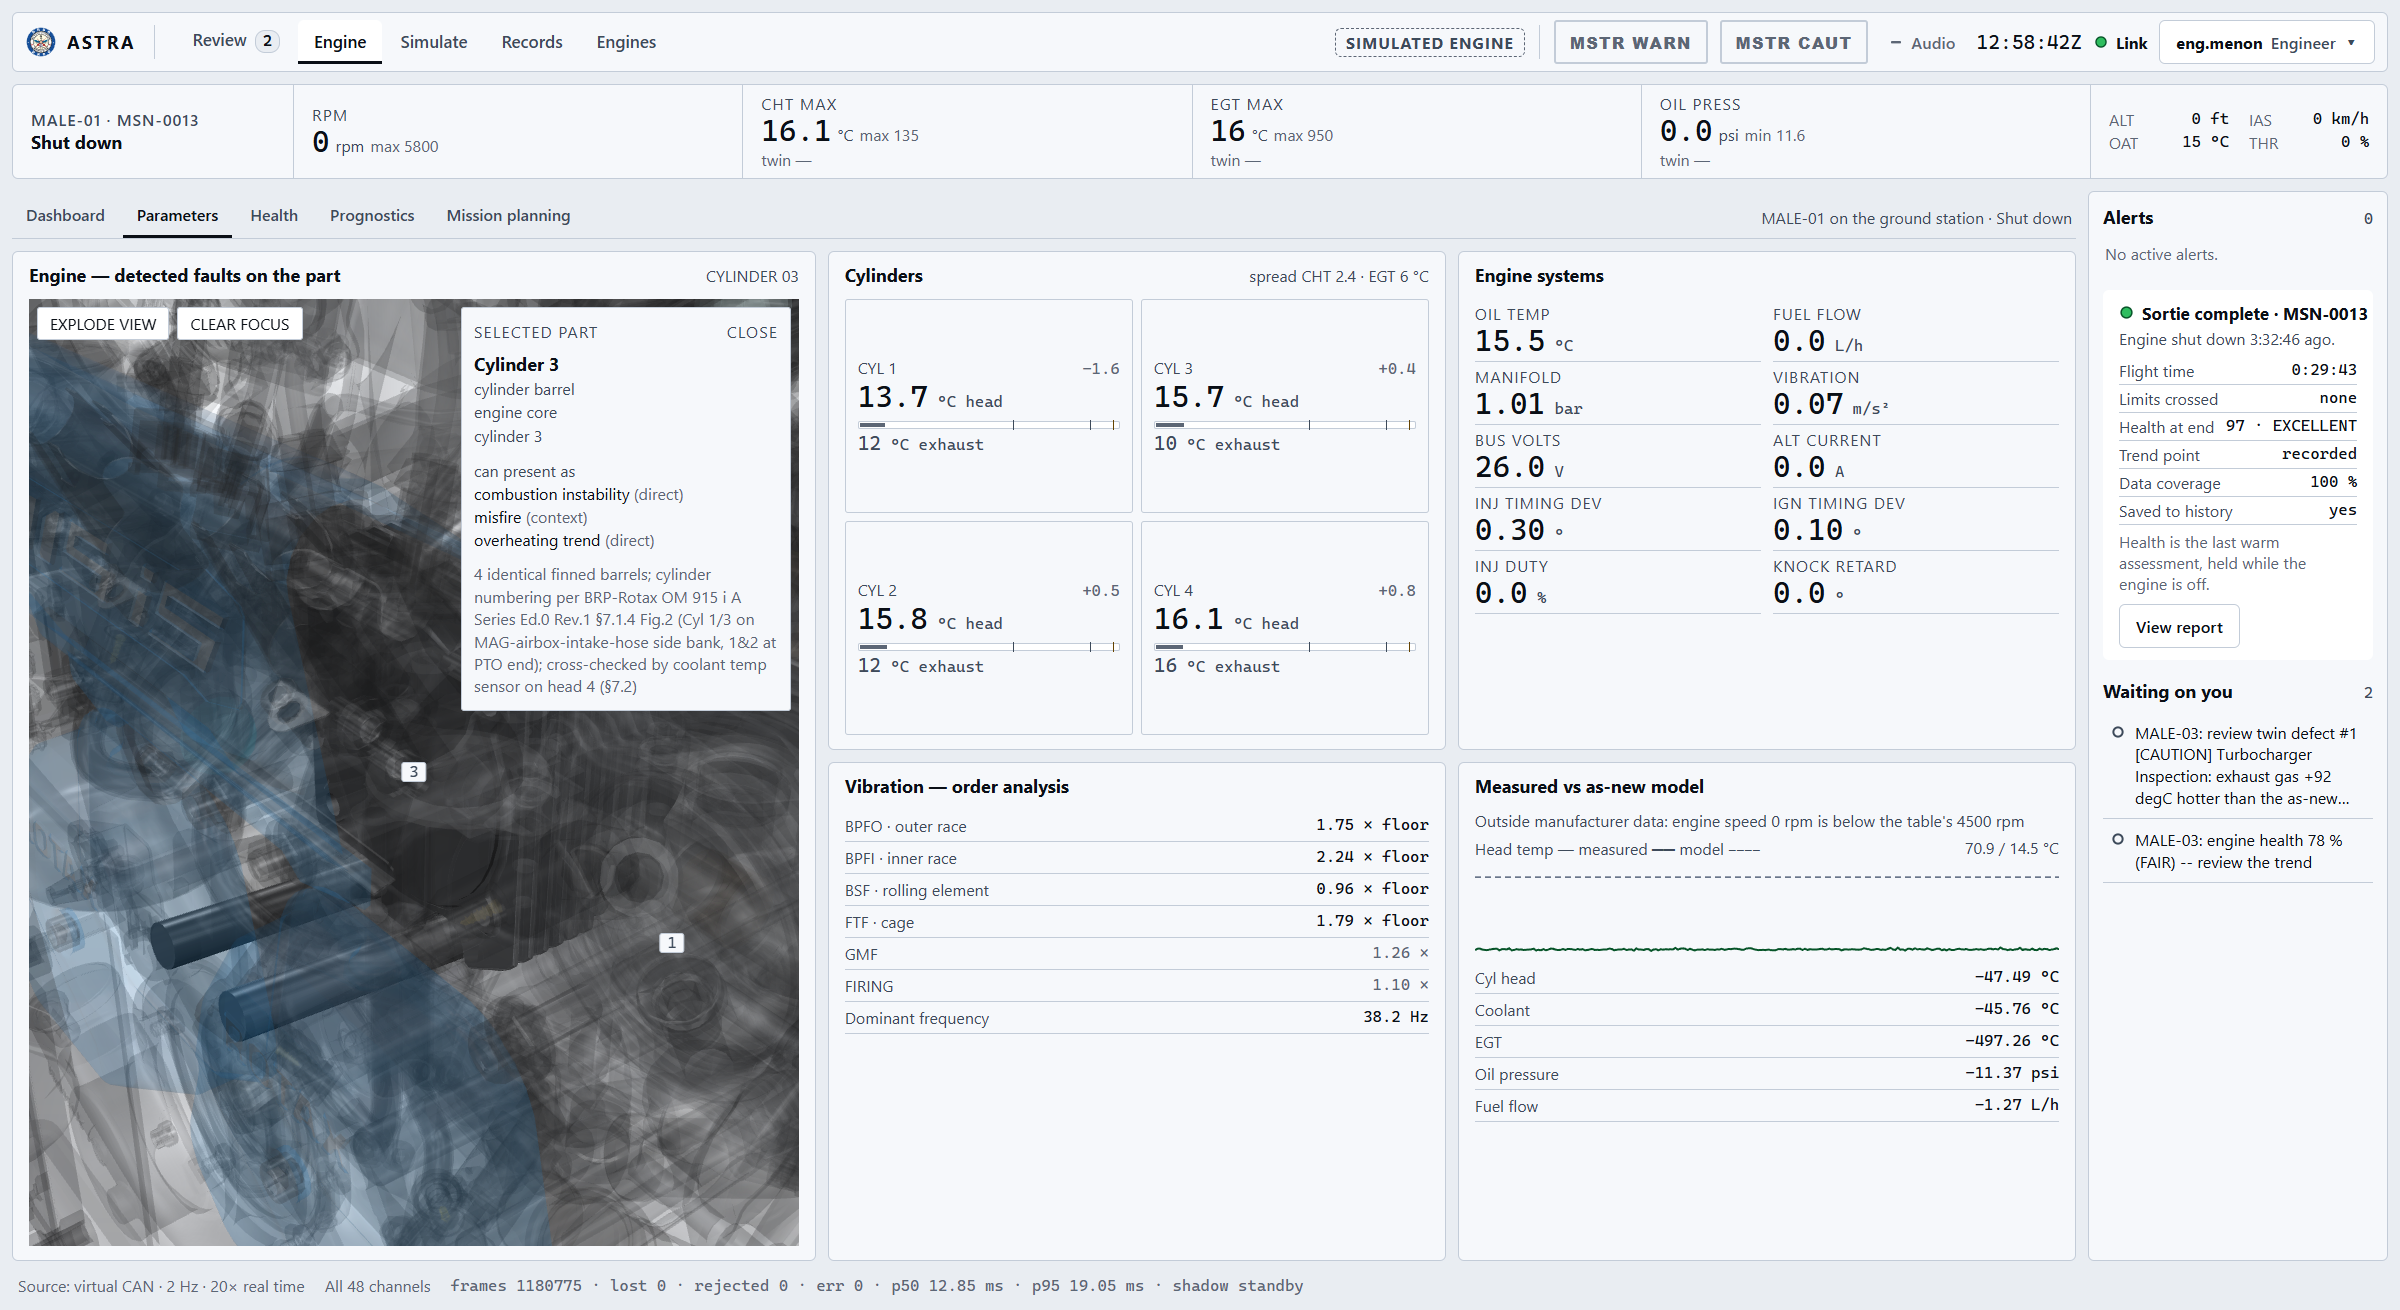 ASTRA
Review 2
Engine
Simulate
Records
Engines
SIMULATED ENGINE
MSTR WARN
MSTR CAUT
– Audio
12:58:42Z
Link
eng.menon Engineer ▾
MALE-01 · MSN-0013
Shut down
RPM
0 rpm max 5800
CHT MAX
16.1 °C max 135
twin —
EGT MAX
16 °C max 950
twin —
OIL PRESS
0.0 psi min 11.6
twin —
ALT 0 ft IAS 0 km/h
OAT 15 °C THR 0 %
Dashboard
Parameters
Health
Prognostics
Mission planning
MALE-01 on the ground station · Shut down
Engine — detected faults on the part
CYLINDER 03
EXPLODE VIEW
CLEAR FOCUS
SELECTED PART
CLOSE
Cylinder 3
cylinder barrel
engine core
cylinder 3
can present as
combustion instability (direct)
misfire (context)
overheating trend (direct)
4 identical finned barrels; cylinder
numbering per BRP-Rotax OM 915 i A
Series Ed.0 Rev.1 §7.1.4 Fig.2 (Cyl 1/3 on
MAG-airbox-intake-hose side bank, 1&2 at
PTO end); cross-checked by coolant temp
sensor on head 4 (§7.2)
3
1
Cylinders
spread CHT 2.4 · EGT 6 °C
CYL 1 −1.6
13.7 °C head
12 °C exhaust
CYL 3 +0.4
15.7 °C head
10 °C exhaust
CYL 2 +0.5
15.8 °C head
12 °C exhaust
CYL 4 +0.8
16.1 °C head
16 °C exhaust
Engine systems
OIL TEMP
15.5 °C
FUEL FLOW
0.0 L/h
MANIFOLD
1.01 bar
VIBRATION
0.07 m/s²
BUS VOLTS
26.0 V
ALT CURRENT
0.0 A
INJ TIMING DEV
0.30 °
IGN TIMING DEV
0.10 °
INJ DUTY
0.0 %
KNOCK RETARD
0.0 °
Vibration — order analysis
BPFO · outer race 1.75 × floor
BPFI · inner race 2.24 × floor
BSF · rolling element 0.96 × floor
FTF · cage 1.79 × floor
GMF 1.26 ×
FIRING 1.10 ×
Dominant frequency 38.2 Hz
Measured vs as-new model
Outside manufacturer data: engine speed 0 rpm is below the table's 4500 rpm
Head temp — measured ── model −−−− 70.9 / 14.5 °C
Cyl head −47.49 °C
Coolant −45.76 °C
EGT −497.26 °C
Oil pressure −11.37 psi
Fuel flow −1.27 L/h
Alerts 0
No active alerts.
Sortie complete · MSN-0013
Engine shut down 3:32:46 ago.
Flight time 0:29:43
Limits crossed none
Health at end 97 · EXCELLENT
Trend point recorded
Data coverage 100 %
Saved to history yes
Health is the last warm
assessment, held while the
engine is off.
View report
Waiting on you 2
MALE-03: review twin defect #1
[CAUTION] Turbocharger
Inspection: exhaust gas +92
degC hotter than the as-new...
MALE-03: engine health 78 %
(FAIR) -- review the trend
Source: virtual CAN · 2 Hz · 20× real time All 48 channels frames 1180775 · lost 0 · rejected 0 · err 0 · p50 12.85 ms · p95 19.05 ms · shadow standby